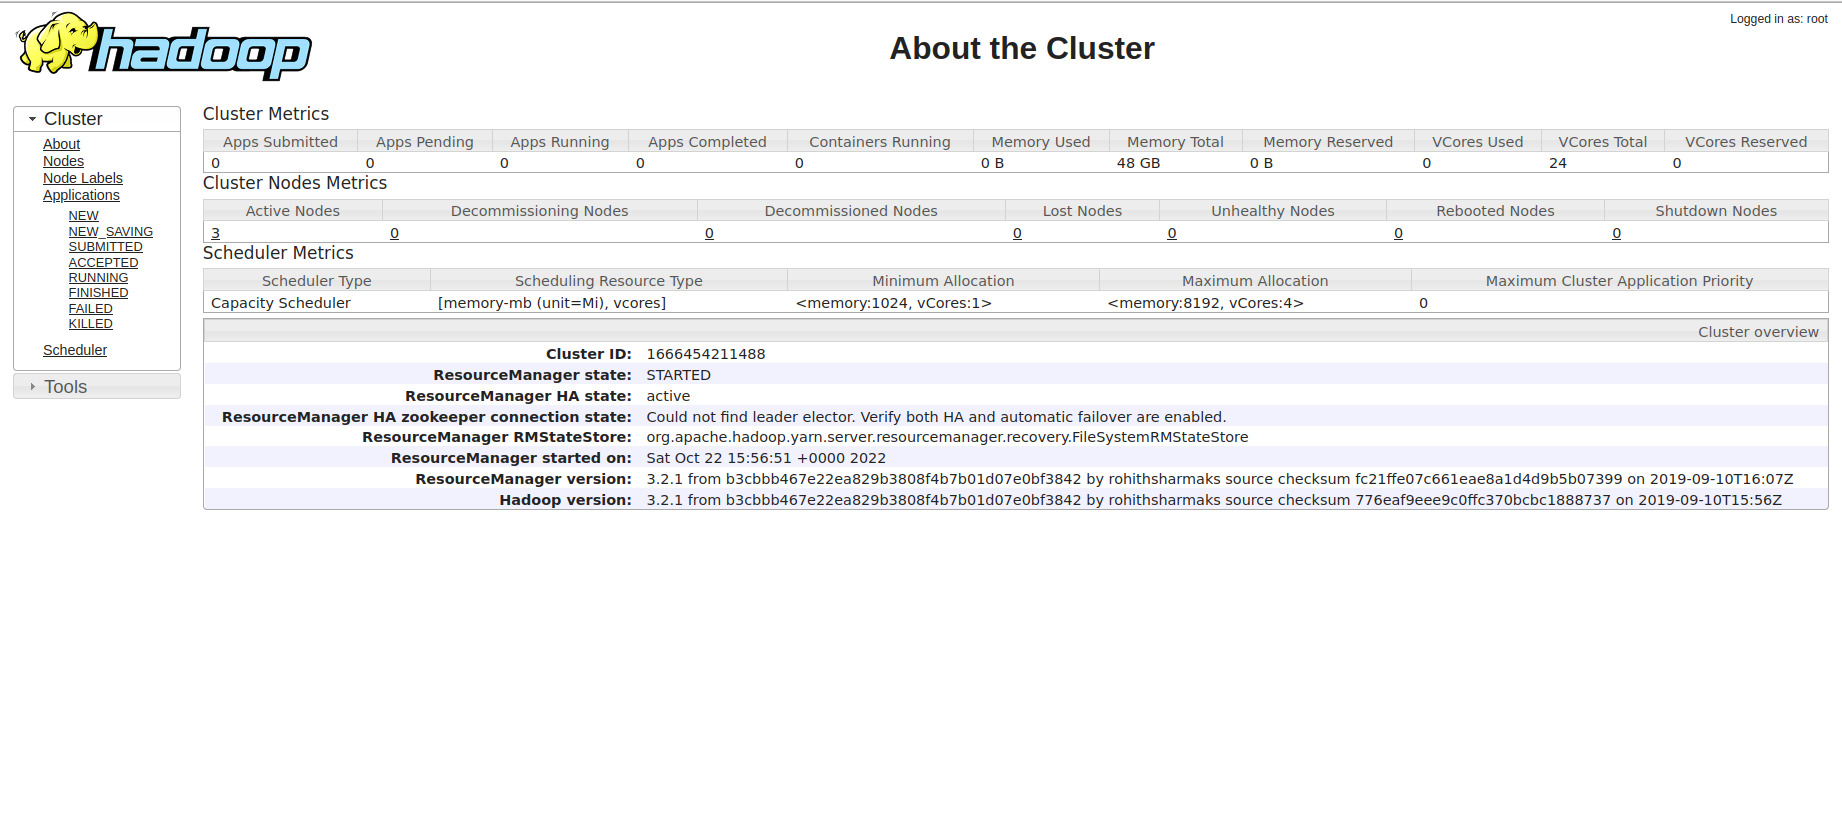 Logged in as: root
hadoop
About the Cluster
Cluster
About
Nodes
Node Labels
Applications
NEW
NEW_SAVING
SUBMITTED
ACCEPTED
RUNNING
FINISHED
FAILED
KILLED
Scheduler
Tools
Cluster Metrics
Apps Submitted Apps Pending Apps Running Apps Completed Containers Running Memory Used Memory Total Memory Reserved VCores Used VCores Total VCores Reserved
0 0 0 0 0 0 B 48 GB 0 B 0 24 0
Cluster Nodes Metrics
Active Nodes Decommissioning Nodes Decommissioned Nodes Lost Nodes Unhealthy Nodes Rebooted Nodes Shutdown Nodes
3 0 0 0 0 0 0
Scheduler Metrics
Scheduler Type Scheduling Resource Type Minimum Allocation Maximum Allocation Maximum Cluster Application Priority
Capacity Scheduler [memory-mb (unit=Mi), vcores] <memory:1024, vCores:1> <memory:8192, vCores:4> 0
Cluster overview
Cluster ID: 1666454211488
ResourceManager state: STARTED
ResourceManager HA state: active
ResourceManager HA zookeeper connection state: Could not find leader elector. Verify both HA and automatic failover are enabled.
ResourceManager RMStateStore: org.apache.hadoop.yarn.server.resourcemanager.recovery.FileSystemRMStateStore
ResourceManager started on: Sat Oct 22 15:56:51 +0000 2022
ResourceManager version: 3.2.1 from b3cbbb467e22ea829b3808f4b7b01d07e0bf3842 by rohithsharmaks source checksum fc21ffe07c661eae8a1d4d9b5b07399 on 2019-09-10T16:07Z
Hadoop version: 3.2.1 from b3cbbb467e22ea829b3808f4b7b01d07e0bf3842 by rohithsharmaks source checksum 776eaf9eee9c0ffc370bcbc1888737 on 2019-09-10T15:56Z